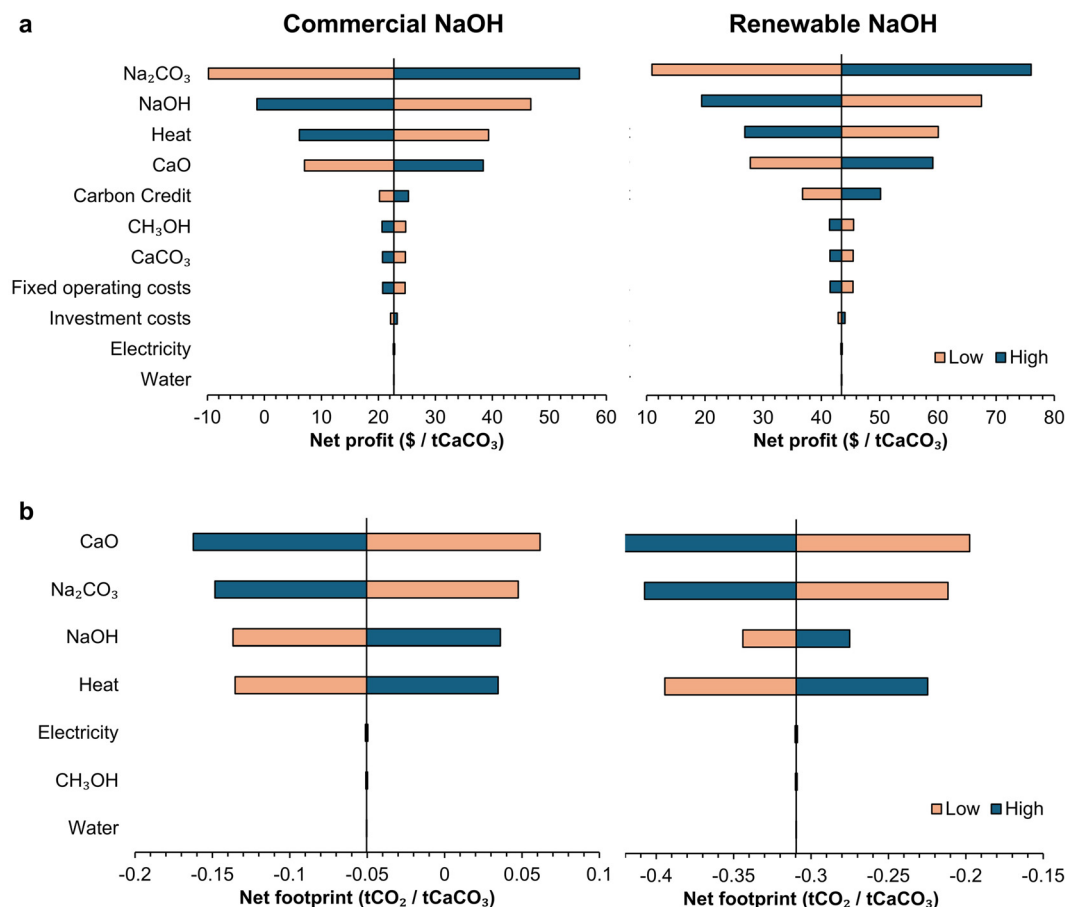 a
Commercial NaOH
Renewable NaOH
Na₂CO₃
NaOH
Heat
CaO
Carbon Credit
CH₃OH
CaCO₃
Fixed operating costs
Investment costs
Electricity
Water
Low High
-10 0 10 20 30 40 50 60
10 20 30 40 50 60 70 80
Net profit ($ / tCaCO₃)
Net profit ($ / tCaCO₃)
b
CaO
Na₂CO₃
NaOH
Heat
Electricity
CH₃OH
Water
Low High
-0.2 -0.15 -0.1 -0.05 0 0.05 0.1
-0.4 -0.35 -0.3 -0.25 -0.2 -0.15
Net footprint (tCO₂ / tCaCO₃)
Net footprint (tCO₂ / tCaCO₃)